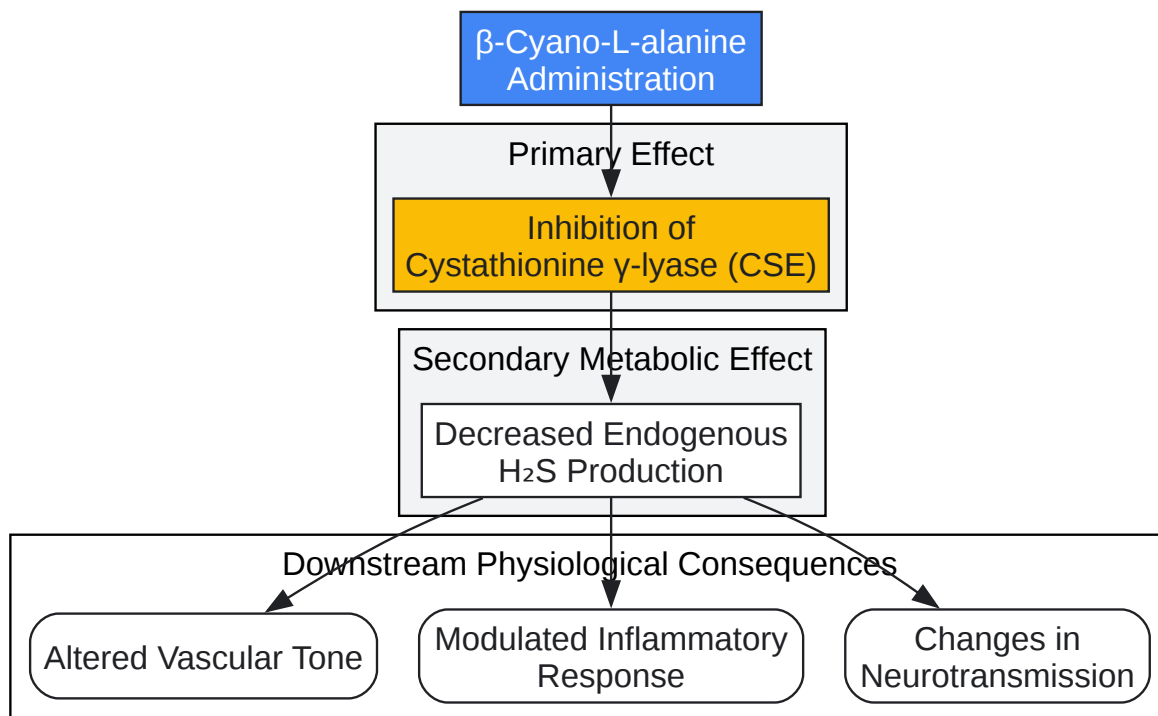 β-Cyano-L-alanine
Administration
Primary Effect
Inhibition of
Cystathionine γ-lyase (CSE)
Secondary Metabolic Effect
Decreased Endogenous
H₂S Production
Downstream Physiological Consequences
Altered Vascular Tone
Modulated Inflammatory
Response
Changes in
Neurotransmission